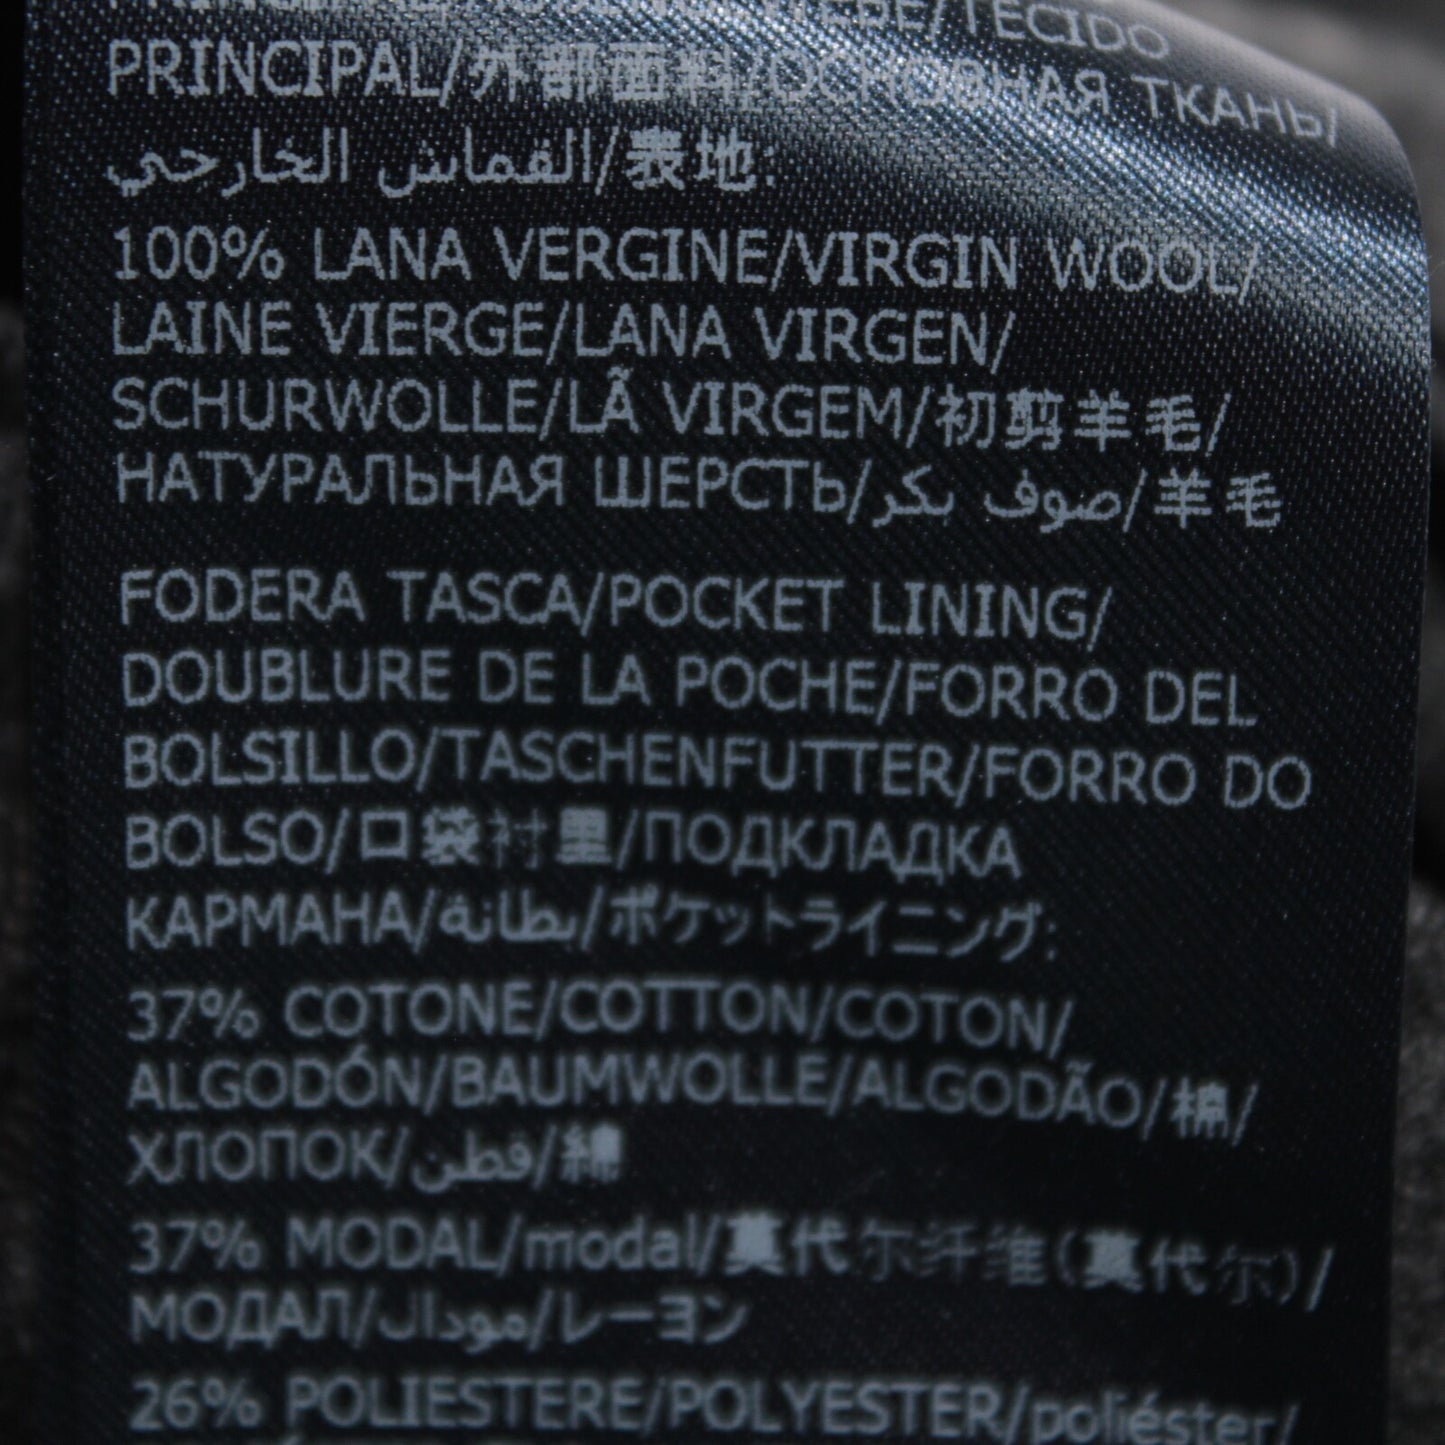 TECIDO
PRINCIPAL/外部面料/ОСНОВНАЯ ТКАНЬ/
القماش الخارجي/表地:
100% LANA VERGINE/VIRGIN WOOL/
LAINE VIERGE/LANA VIRGEN/
SCHURWOLLE/LÃ VIRGEM/初剪羊毛/
НАТУРАЛЬНАЯ ШЕРСТЬ/صوف بكر/羊毛
FODERA TASCA/POCKET LINING/
DOUBLURE DE LA POCHE/FORRO DEL
BOLSILLO/TASCHENFUTTER/FORRO DO
BOLSO/口袋衬里/ПОДКЛАДКА
КАРМАНА/بطانة/ポケットライニング:
37% COTONE/COTTON/COTON/
ALGODÓN/BAUMWOLLE/ALGODÃO/棉/
ХЛОПОК/قطن/綿
37% MODAL/modal/莫代尔纤维(莫代尔)/
МОДАЛ/مودال/レーヨン
26% POLIESTERE/POLYESTER/poliéster/